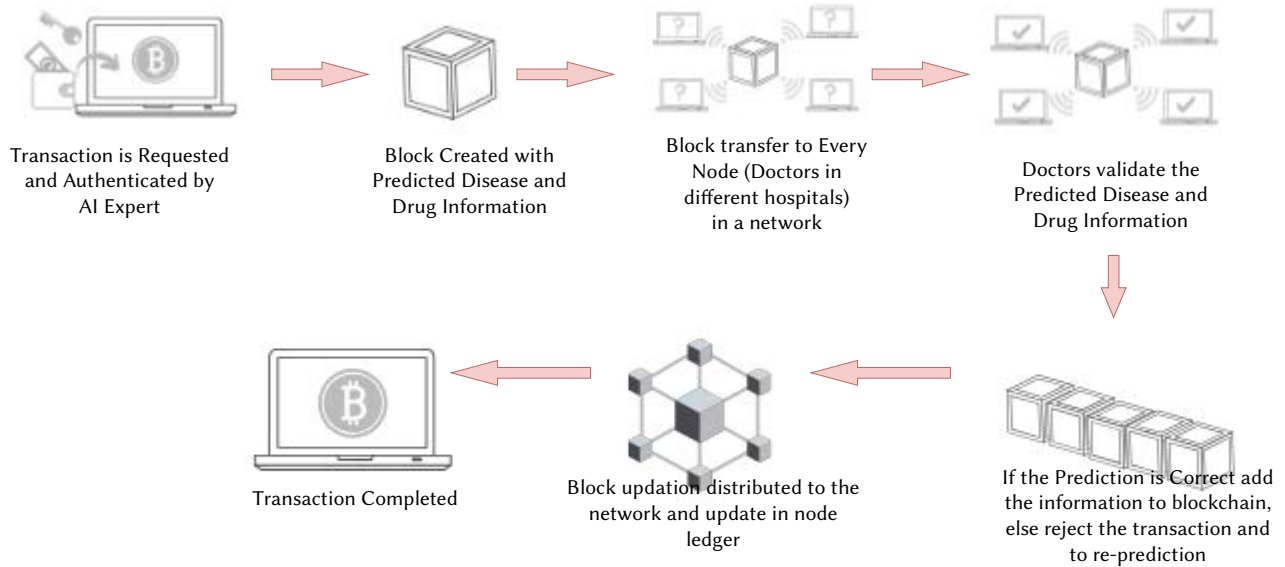 Transaction is Requested
and Authenticated by
AI Expert
Block Created with
Predicted Disease and
Drug Information
Block transfer to Every
Node (Doctors in
different hospitals)
in a network
Doctors validate the
Predicted Disease and
Drug Information
If the Prediction is Correct add
the information to blockchain,
else reject the transaction and
to re-prediction
Block updation distributed to the
network and update in node
ledger
Transaction Completed